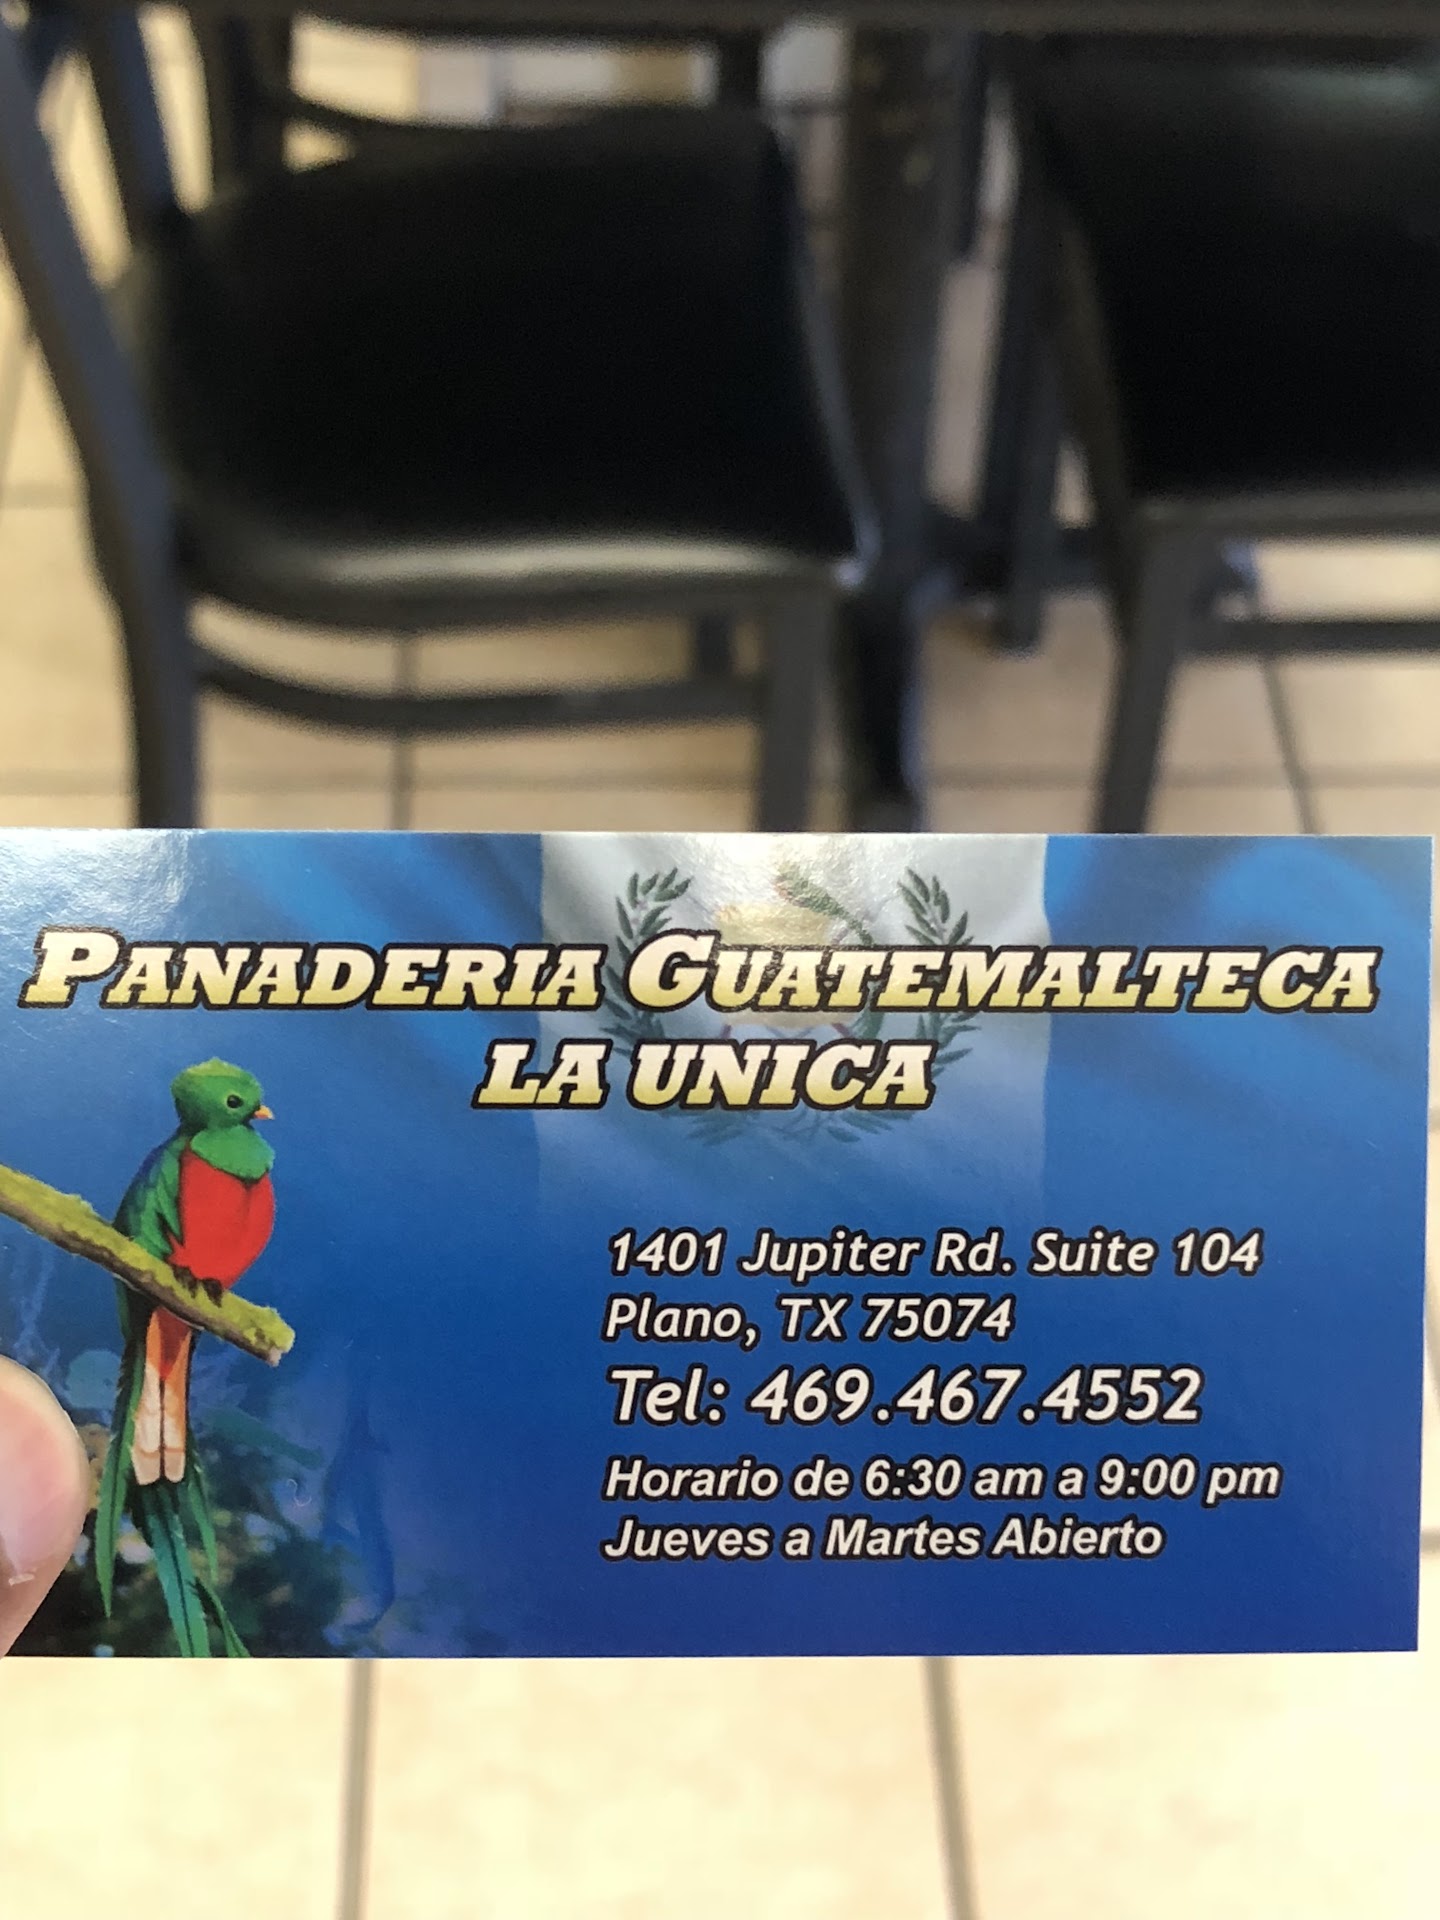 PANADERIA GUATEMALTECA
LA UNICA
1401 Jupiter Rd. Suite 104
Plano, TX 75074
Tel: 469.467.4552
Horario de 6:30 am a 9:00 pm
Jueves a Martes Abierto